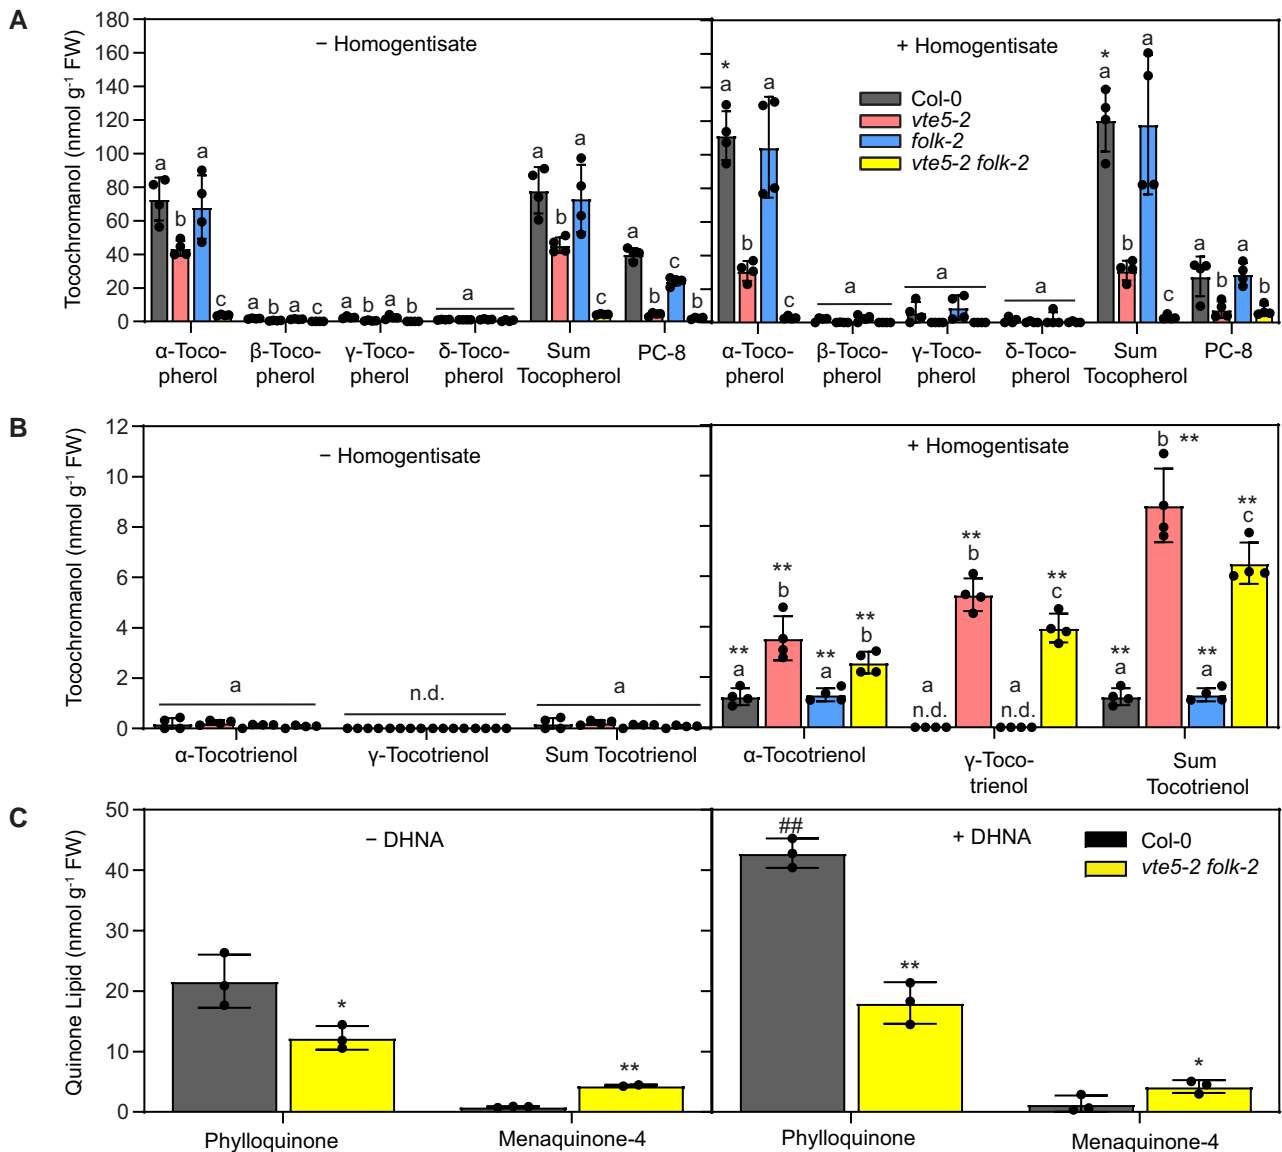 A
Tocochromanol (nmol g⁻¹ FW)
180
160
140
120
100
80
60
40
20
0
− Homogentisate
a
b
a
c
a
b
a
c
a
b
a
b
a
a
b
a
c
a
b
c
b
α-Toco-
pherol
β-Toco-
pherol
γ-Toco-
pherol
δ-Toco-
pherol
Sum
Tocopherol
PC-8
+ Homogentisate
Col-0
vte5-2
folk-2
vte5-2 folk-2
*
a
b
a
c
a
a
a
*
a
b
a
c
a
b
a
b
α-Toco-
pherol
β-Toco-
pherol
γ-Toco-
pherol
δ-Toco-
pherol
Sum
Tocopherol
PC-8
B
Tocochromanol (nmol g⁻¹ FW)
12
10
8
6
4
2
0
− Homogentisate
a
n.d.
a
α-Tocotrienol
γ-Tocotrienol
Sum Tocotrienol
+ Homogentisate
**
a
**
b
**
a
**
b
a
n.d.
**
b
a
n.d.
**
c
**
a
b **
**
a
**
c
α-Tocotrienol
γ-Toco-
trienol
Sum
Tocotrienol
C
Quinone Lipid (nmol g⁻¹ FW)
50
40
30
20
10
0
− DHNA
*
**
Phylloquinone
Menaquinone-4
+ DHNA
Col-0
vte5-2 folk-2
##
**
*
Phylloquinone
Menaquinone-4